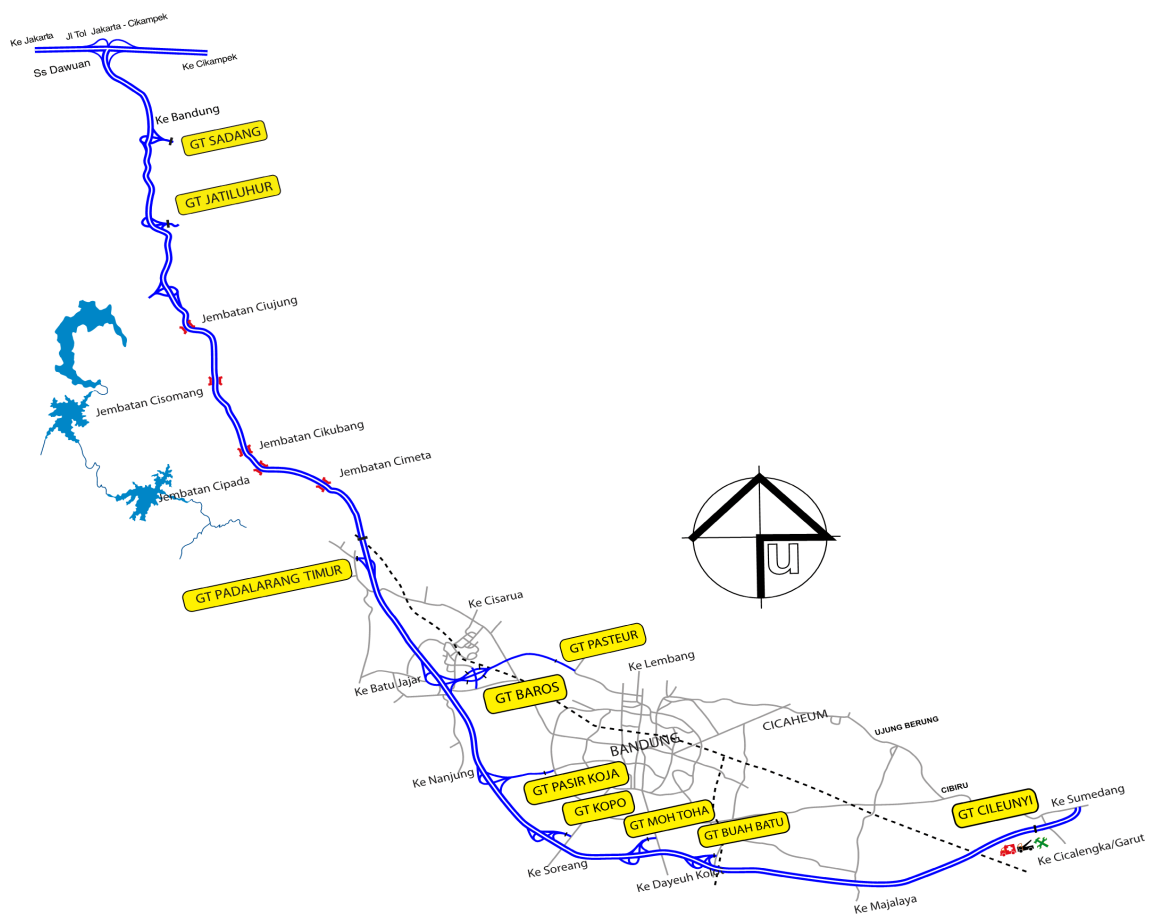 Ke Jakarta
Jl Tol Jakarta - Cikampek
Ss Dawuan
Ke Cikampek
Ke Bandung
GT SADANG
GT JATILUHUR
Jembatan Ciujung
Jembatan Cisomang
Jembatan Cikubang
Jembatan Cimeta
Jembatan Cipada
u
GT PADALARANG TIMUR
Ke Cisarua
GT PASTEUR
Ke Lembang
Ke Batu Jajar
GT BAROS
CICAHEUM
UJUNG BERUNG
BANDUNG
Ke Nanjung
GT PASIR KOJA
CIBIRU
GT KOPO
GT MOH TOHA
GT BUAH BATU
GT CILEUNYI
Ke Sumedang
Ke Cicalengka/Garut
Ke Soreang
Ke Dayeuh Kolot
Ke Majalaya